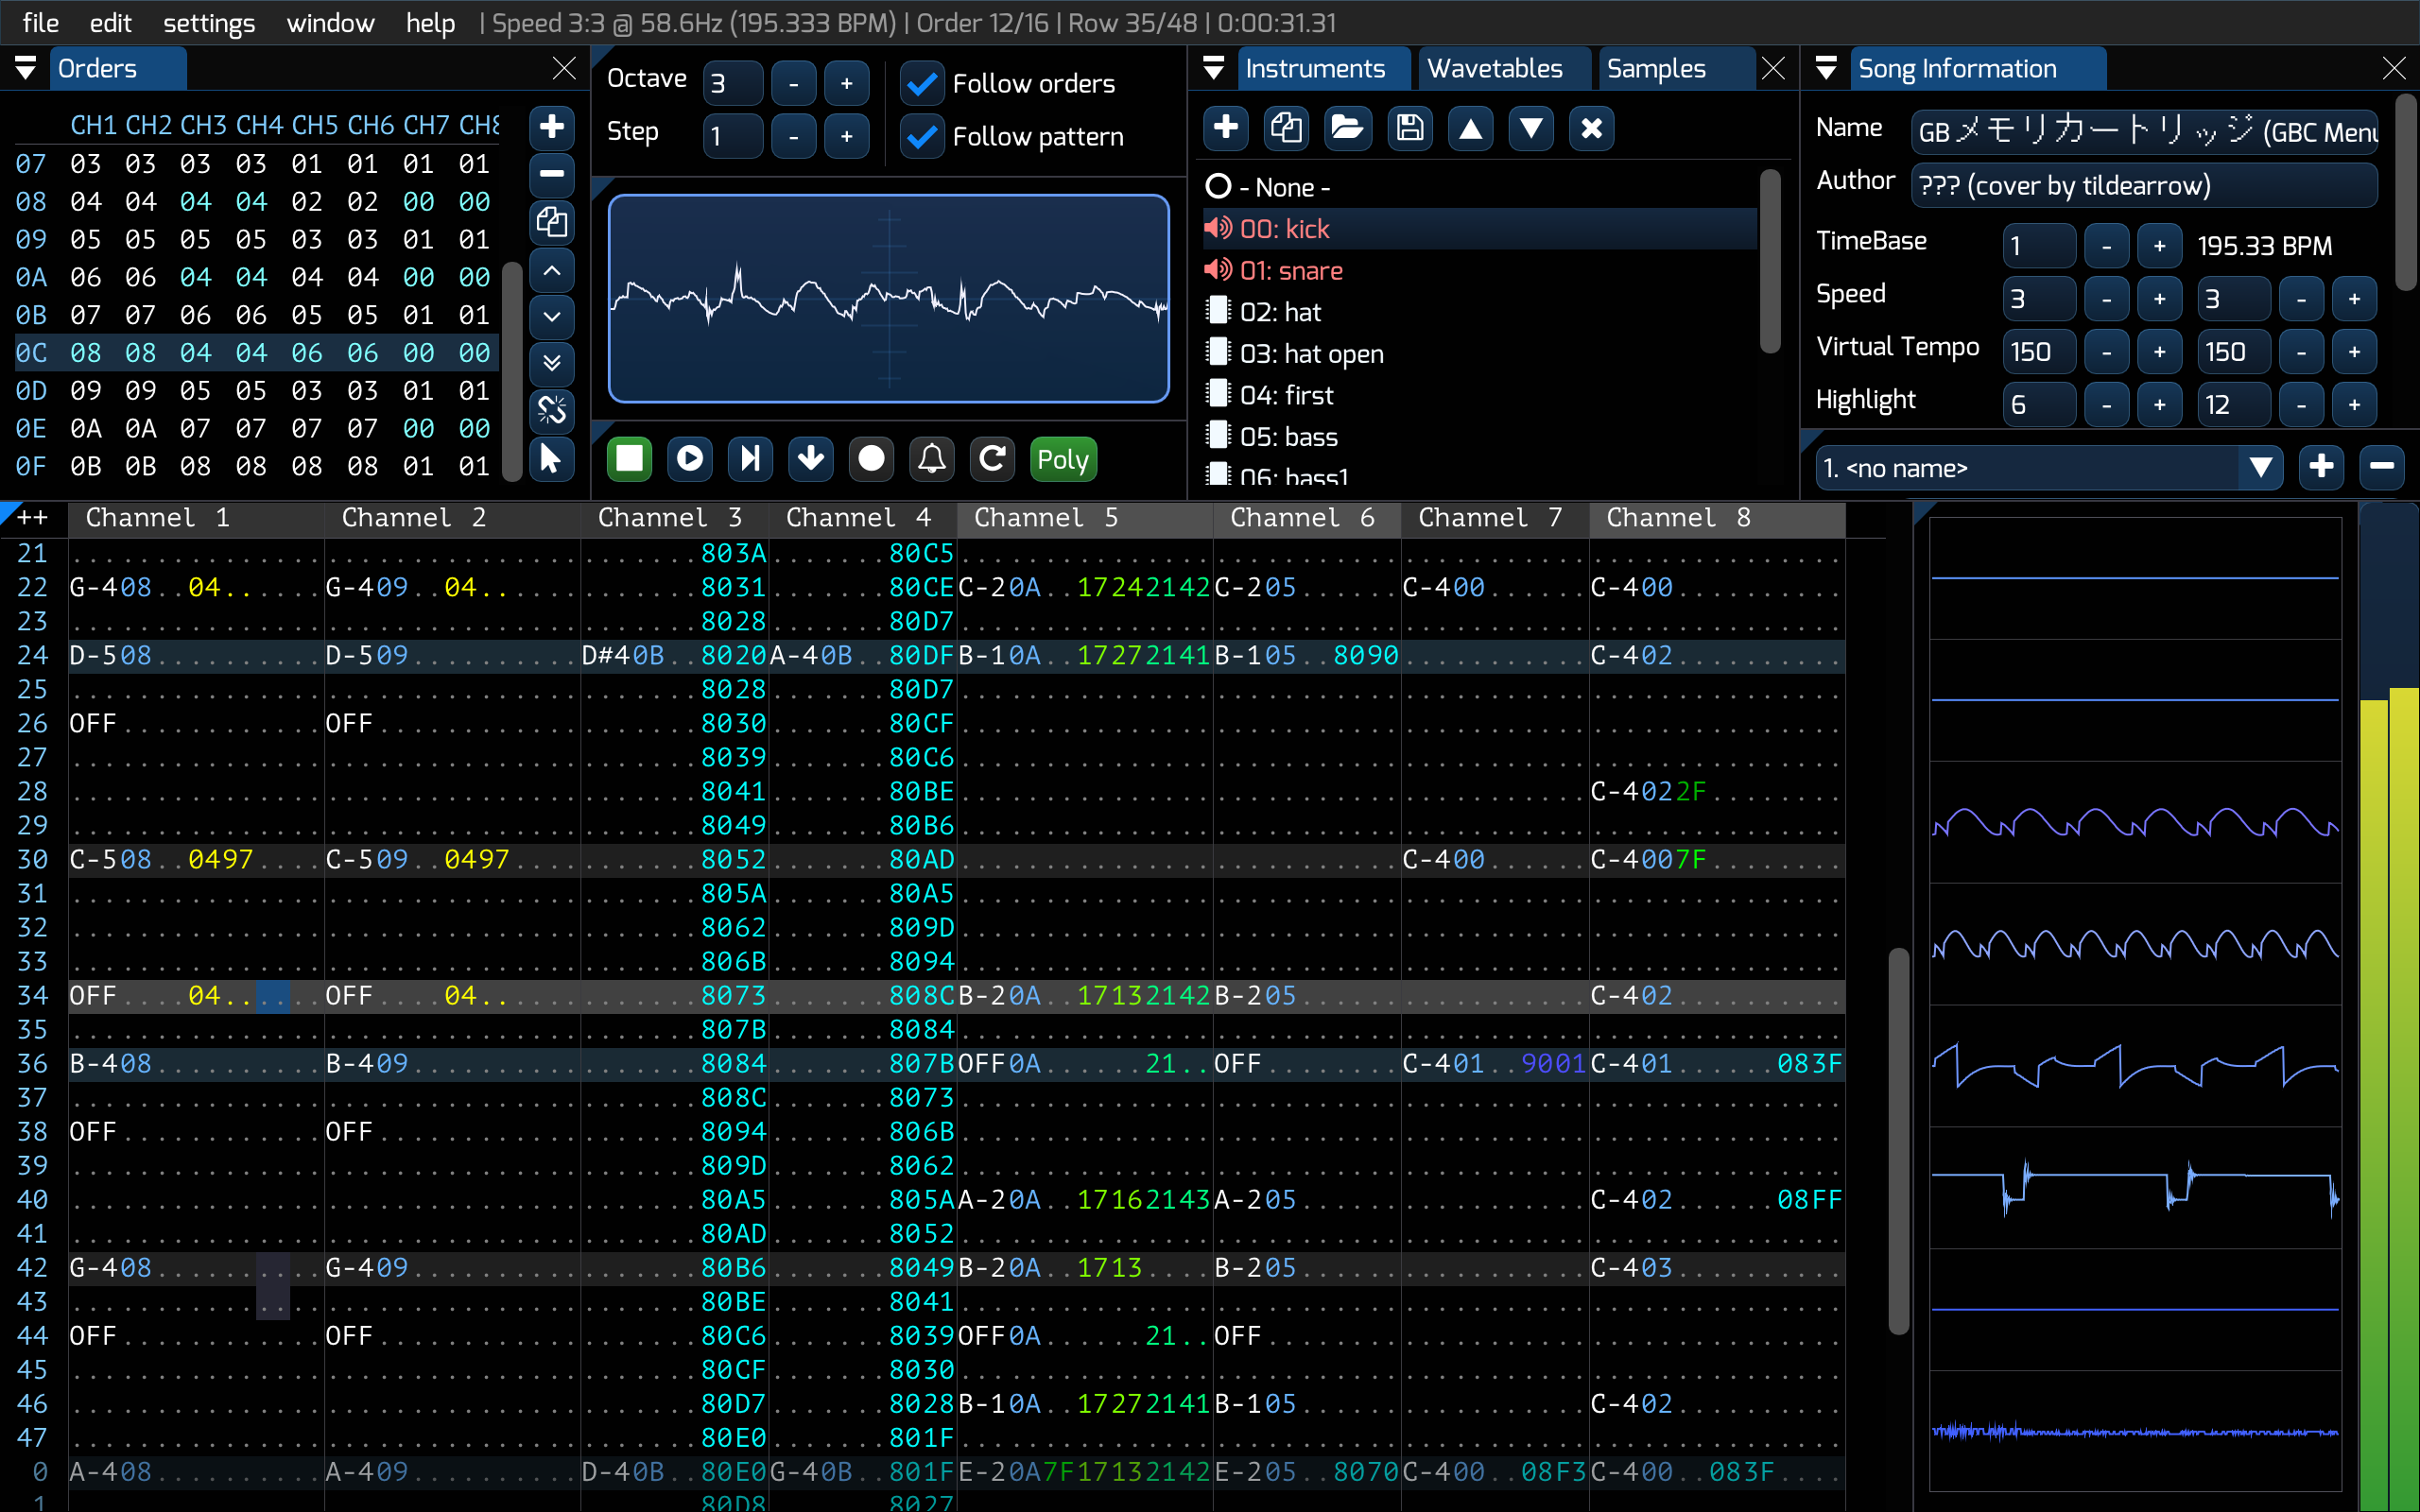 file edit settings window help | Speed 3:3 @ 58.6Hz (195.333 BPM) | Order 12/16 | Row 35/48 | 0:00:31.31
Orders
CH1 CH2 CH3 CH4 CH5 CH6 CH7 CH8
07 03 03 03 03 01 01 01 01
08 04 04 04 04 02 02 00 00
09 05 05 05 05 03 03 01 01
0A 06 06 04 04 04 04 00 00
0B 07 07 06 06 05 05 01 01
0C 08 08 04 04 06 06 00 00
0D 09 09 05 05 03 03 01 01
0E 0A 0A 07 07 07 07 00 00
0F 0B 0B 08 08 08 08 01 01
Octave 3 - + Follow orders
Step 1 - + Follow pattern
Poly
Instruments Wavetables Samples
- None -
00: kick
01: snare
02: hat
03: hat open
04: first
05: bass
06: bass1
Song Information
Name GBメモリカートリッジ (GBC Menu
Author ??? (cover by tildearrow)
TimeBase 1 - + 195.33 BPM
Speed 3 - + 3 - +
Virtual Tempo 150 - + 150 - +
Highlight 6 - + 12 - +
1. <no name>
++ Channel 1 Channel 2 Channel 3 Channel 4 Channel 5 Channel 6 Channel 7 Channel 8
21 803A 80C5
22 G-408..04.. G-409..04.. 8031 80CE C-20A..17242142 C-205 C-400 C-400
23 8028 80D7
24 D-508 D-509 D#40B..8020 A-40B..80DF B-10A..17272141 B-105..8090 C-402
25 8028 80D7
26 OFF OFF 8030 80CF
27 8039 80C6
28 8041 80BE C-4022F
29 8049 80B6
30 C-508..0497 C-509..0497 8052 80AD C-400 C-4007F
31 805A 80A5
32 8062 809D
33 806B 8094
34 OFF....04.. OFF....04.. 8073 808C B-20A..17132142 B-205 C-402
35 807B 8084
36 B-408 B-409 8084 807B OFF0A......21.. OFF C-401..9001 C-401......083F
37 808C 8073
38 OFF OFF 8094 806B
39 809D 8062
40 80A5 805A A-20A..17162143 A-205 C-402......08FF
41 80AD 8052
42 G-408 G-409 80B6 8049 B-20A..1713.... B-205 C-403
43 80BE 8041
44 OFF OFF 80C6 8039 OFF0A......21.. OFF
45 80CF 8030
46 80D7 8028 B-10A..17272141 B-105 C-402
47 80E0 801F
0 A-408 A-409 D-40B..80E0 G-40B..801F E-20A7F17132142 E-205..8070 C-400..08F3 C-400..083F....
1 80D8 8027